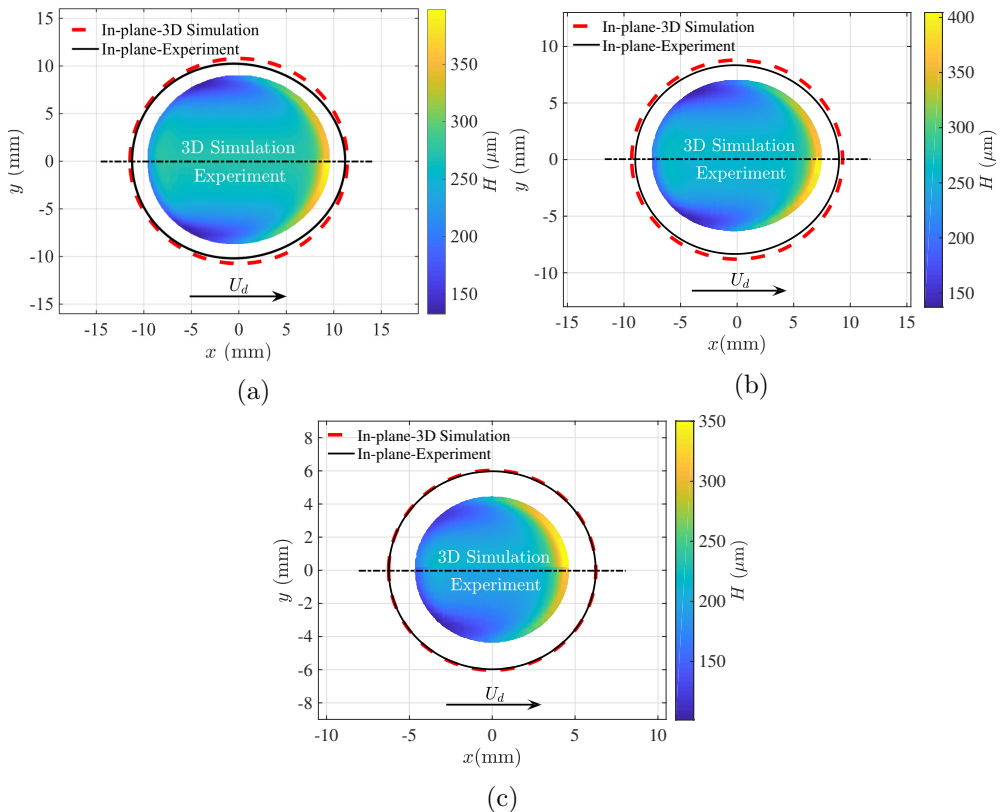 In-plane-3D Simulation
In-plane-Experiment
3D Simulation
Experiment
U_d
15
10
5
0
-5
-10
-15
y (mm)
-15
-10
-5
0
5
10
15
x (mm)
350
300
250
200
150
H (μm)
(a)
In-plane-3D Simulation
In-plane-Experiment
3D Simulation
Experiment
U_d
10
5
0
-5
-10
y (mm)
-15
-10
-5
0
5
10
15
x(mm)
400
350
300
250
200
150
H (μm)
(b)
In-plane-3D Simulation
In-plane-Experiment
3D Simulation
Experiment
U_d
8
6
4
2
0
-2
-4
-6
-8
y (mm)
-10
-5
0
5
10
x(mm)
350
300
250
200
150
H (μm)
(c)